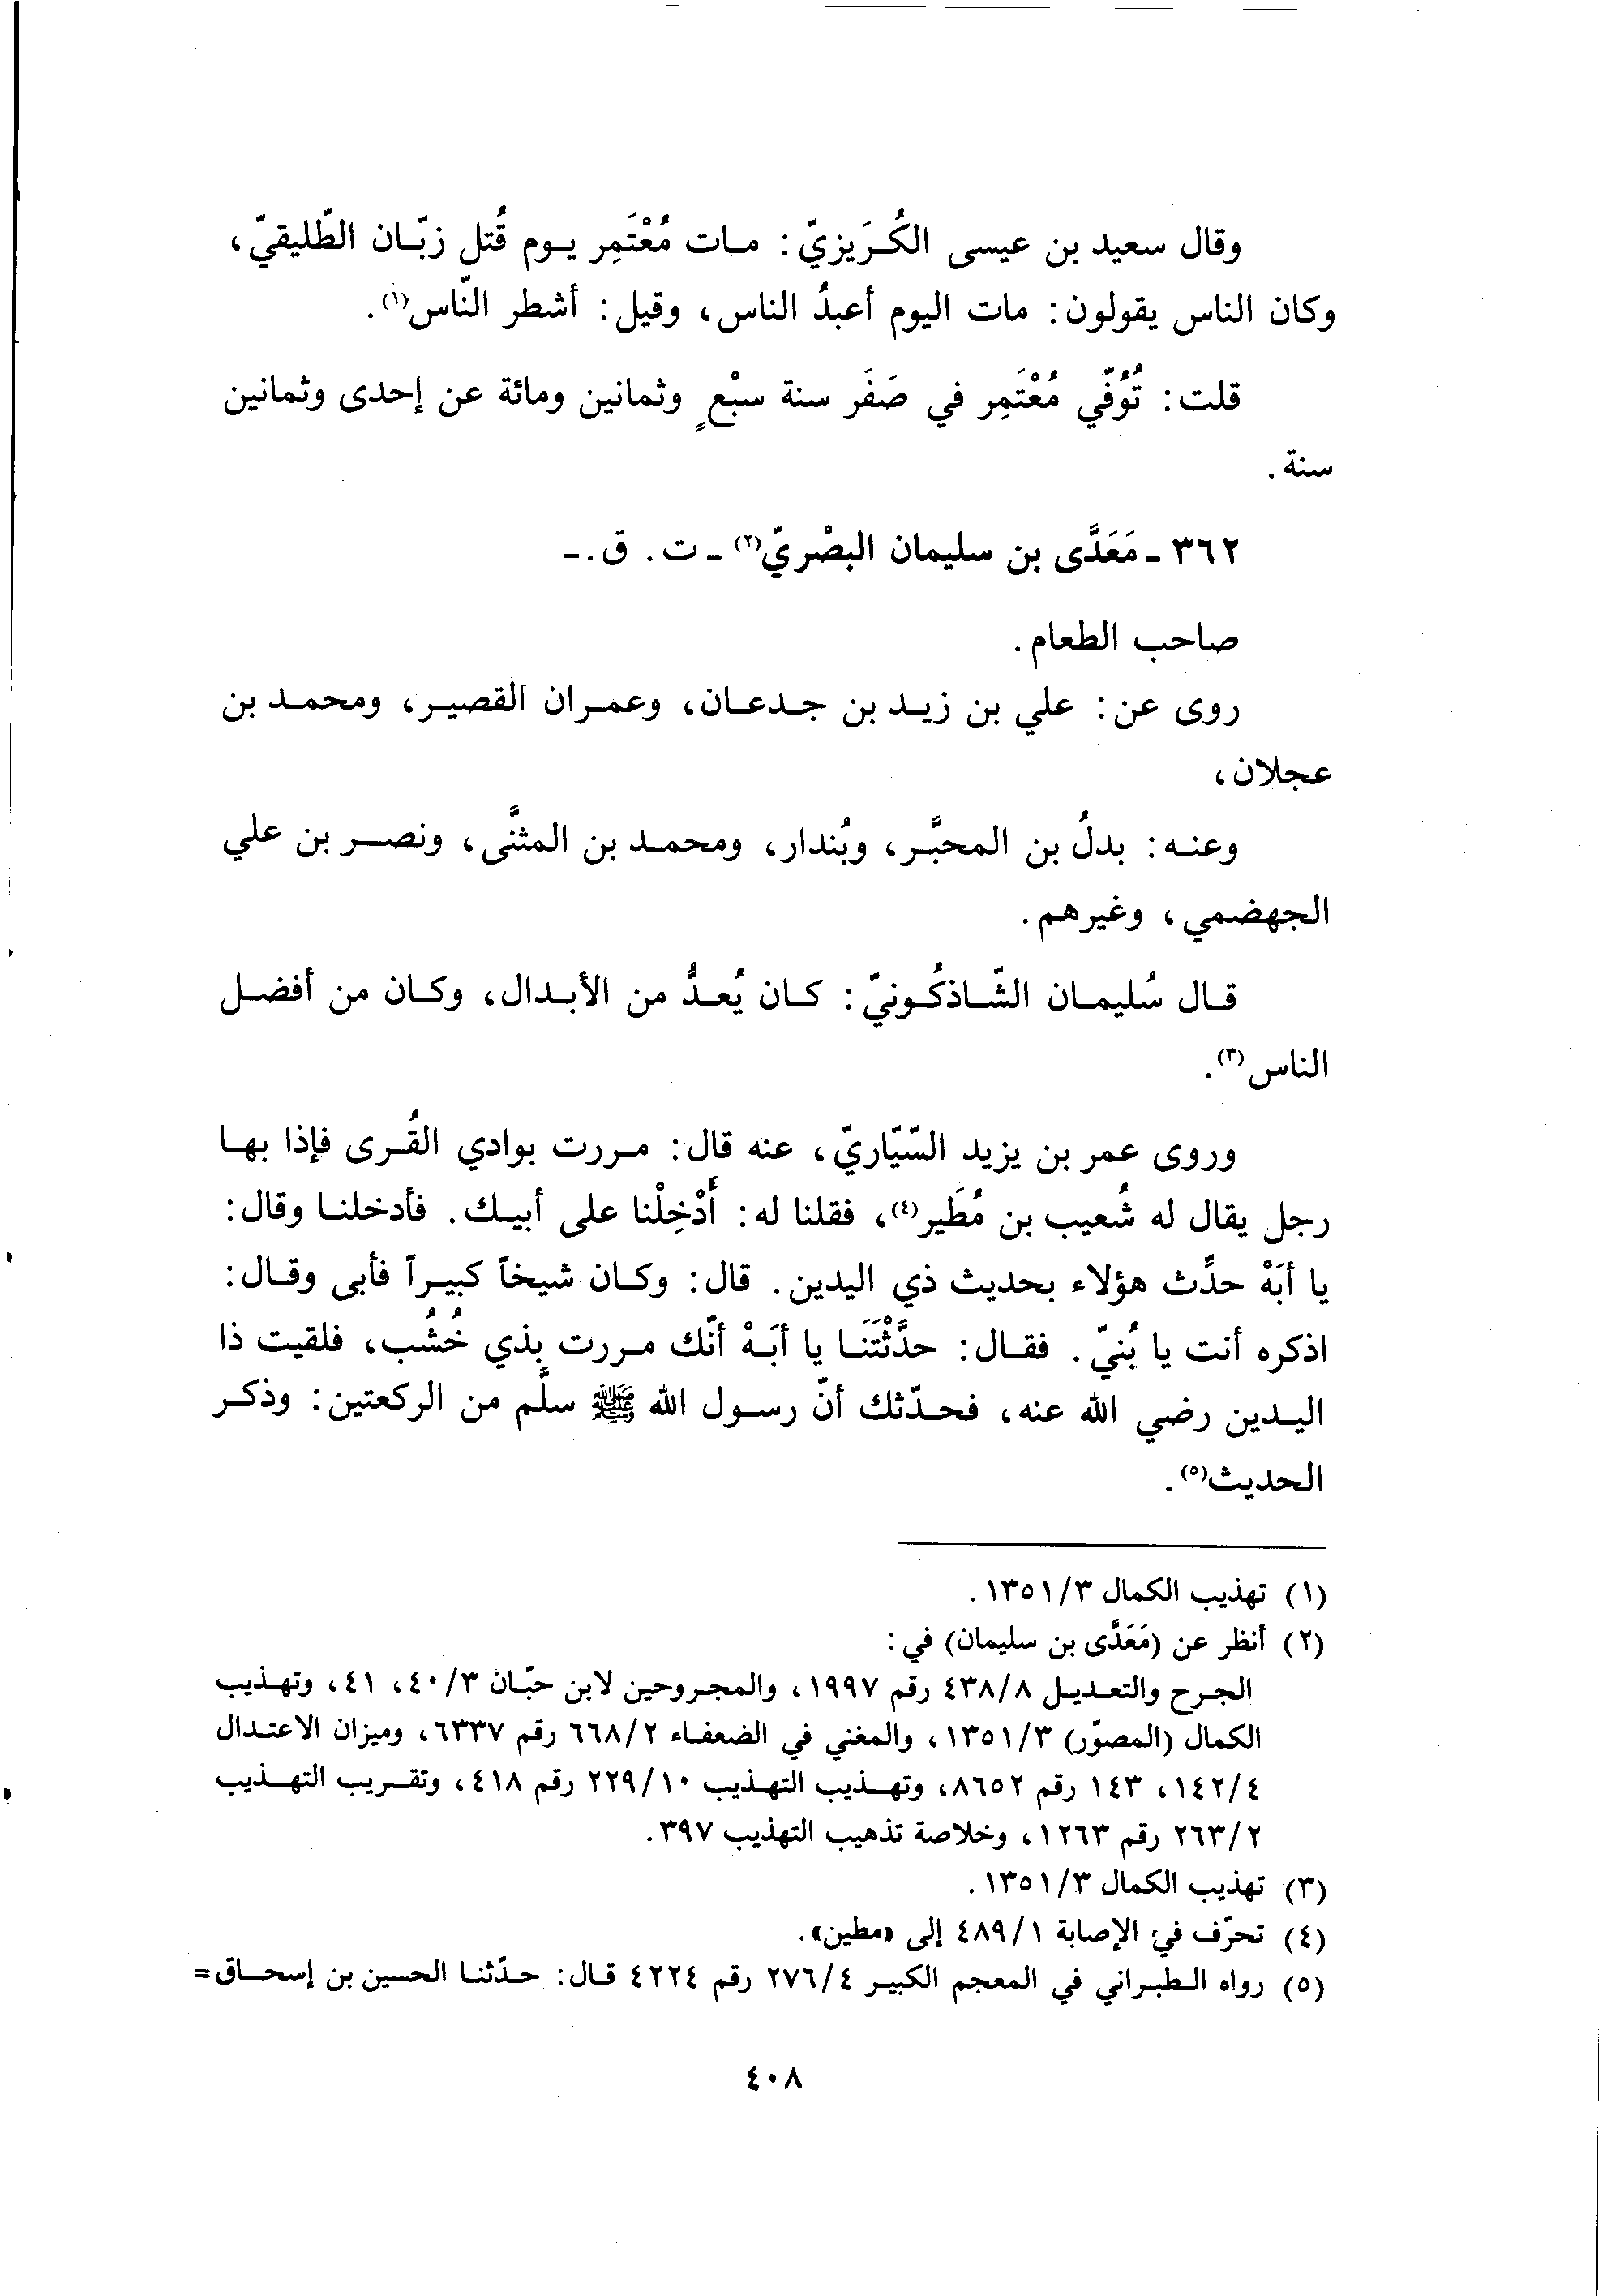 وقال سعيد بن عيسى الكُرَيزيّ: مات مُعْتَمِر يوم قُتل زبّان الطّليقيّ،
وكان الناس يقولون: مات اليوم أعبدُ الناس، وقيل: أشطر النّاس(١).
قلت: تُوُفّي مُعْتَمِر في صَفَر سنة سبْعٍ وثمانين ومائة عن إحدى وثمانين
سنة.
٣٦٢ - مَعَدَّى بن سليمان البصْريّ(٢) - ت. ق. -
صاحب الطعام.
روى عن: علي بن زيد بن جدعان، وعمران القصير، ومحمد بن
عجلان،
وعنه: بدلُ بن المحبَّر، وبُندار، ومحمد بن المثنَّى، ونصر بن علي
الجهضمي، وغيرهم.
قال سُليمان الشّاذكُونيّ: كان يُعدُّ من الأبدال، وكان من أفضل
الناس(٣).
وروى عمر بن يزيد السّيّاريّ، عنه قال: مررت بوادي القُرى فإذا بها
رجل يقال له شُعيب بن مُطَير(٤)، فقلنا له: أَدْخِلْنا على أبيك. فأدخلنا وقال:
يا أبَهْ حدِّث هؤلاء بحديث ذي اليدين. قال: وكان شيخاً كبيراً فأبى وقال:
اذكره أنت يا بُنيّ. فقال: حدَّثْتَنَا يا أبَهْ أنّك مررت بذي خُشُب، فلقيت ذا
اليدين رضي الله عنه، فحدّثك أنّ رسول الله ﷺ سلَّم من الركعتين: وذكر
الحديث(٥).
(١) تهذيب الكمال ١٣٥١/٣.
(٢) أنظر عن (مَعَدَّى بن سليمان) في:
الجرح والتعديل ٤٣٨/٨ رقم ١٩٩٧، والمجروحين لابن حبّان ٤٠/٣، ٤١، وتهذيب
الكمال (المصوّر) ١٣٥١/٣، والمغني في الضعفاء ٦٦٨/٢ رقم ٦٣٣٧، وميزان الاعتدال
١٤٢/٤، ١٤٣ رقم ٨٦٥٢، وتهذيب التهذيب ٢٢٩/١٠ رقم ٤١٨، وتقريب التهذيب
٢٦٣/٢ رقم ١٢٦٣، وخلاصة تذهيب التهذيب ٣٩٧.
(٣) تهذيب الكمال ١٣٥١/٣.
(٤) تحرّف في الإصابة ٤٨٩/١ إلى «مطين».
(٥) رواه الطبراني في المعجم الكبير ٢٧٦/٤ رقم ٤٢٢٤ قال: حدّثنا الحسين بن إسحاق=
٤٠٨